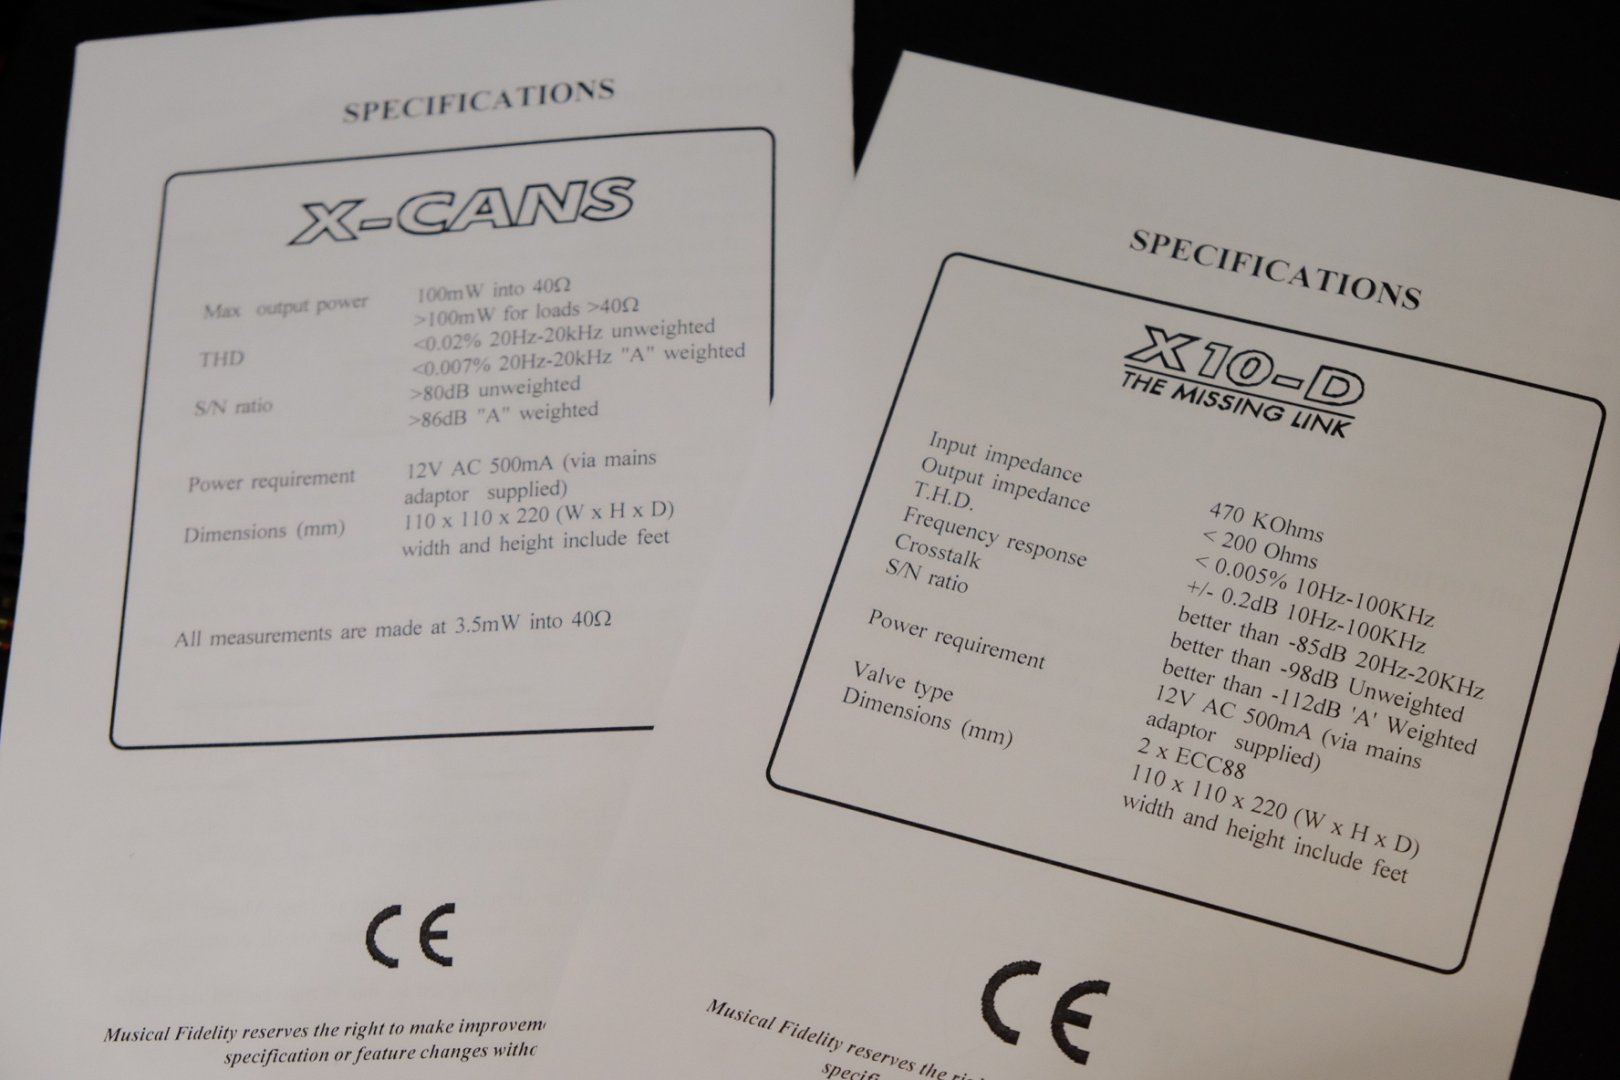 SPECIFICATIONS
X-CANS
Max output power 100mW into 40Ω
>100mW for loads >40Ω
THD <0.02% 20Hz-20kHz unweighted
<0.007% 20Hz-20kHz "A" weighted
S/N ratio >80dB unweighted
>86dB "A" weighted
Power requirement 12V AC 500mA (via mains
adaptor supplied)
Dimensions (mm) 110 x 110 x 220 (W x H x D)
width and height include feet
All measurements are made at 3.5mW into 40Ω
CE
Musical Fidelity reserves the right to make improvem
specification or feature changes witho
SPECIFICATIONS
X10-D
THE MISSING LINK
Input impedance 470 KOhms
Output impedance < 200 Ohms
T.H.D. < 0.005% 10Hz-100KHz
Frequency response +/- 0.2dB 10Hz-100KHz
Crosstalk better than -85dB 20Hz-20KHz
S/N ratio better than -98dB Unweighted
better than -112dB 'A' Weighted
Power requirement 12V AC 500mA (via mains
adaptor supplied)
Valve type 2 x ECC88
Dimensions (mm) 110 x 110 x 220 (W x H x D)
width and height include feet
CE
Musical Fidelity reserves the rig
specifi